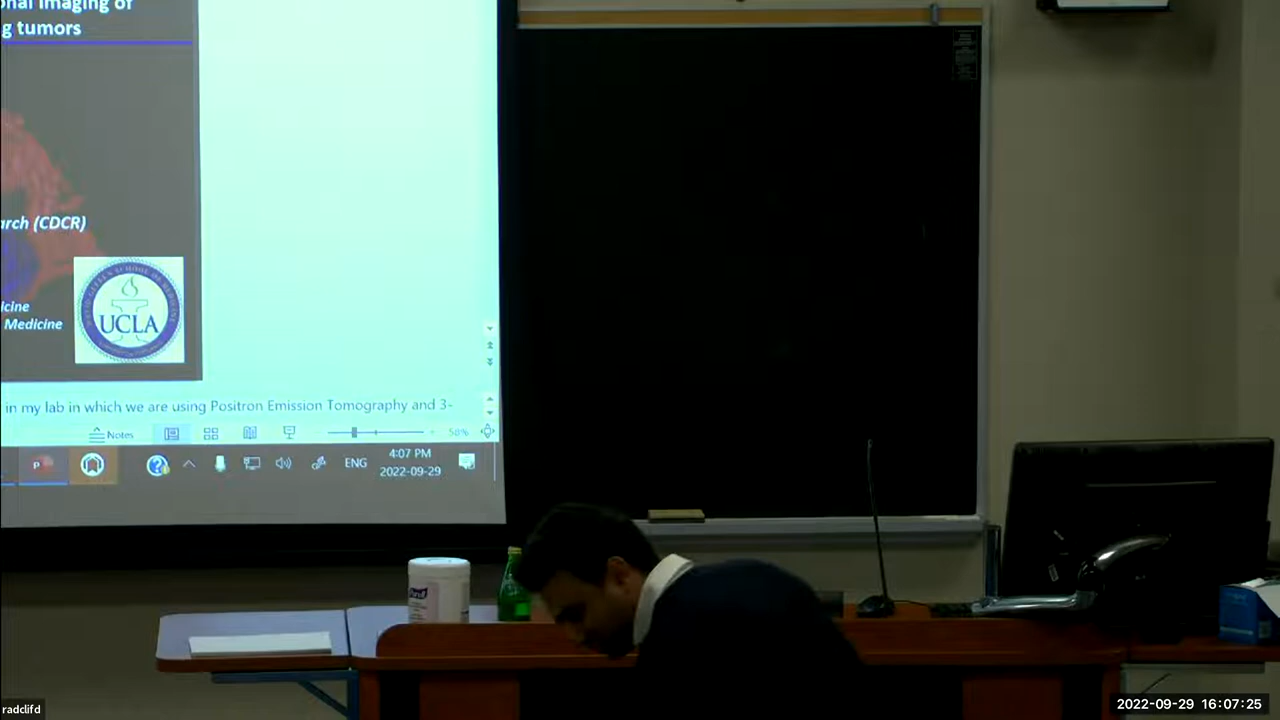 onal imaging of
g tumors
arch (CDCR)
icine
Medicine
UCLA
in my lab in which we are using Positron Emission Tomography and 3-
Notes
58%
ENG
4:07 PM
2022-09-29
radclifd
2022-09-29 16:07:25